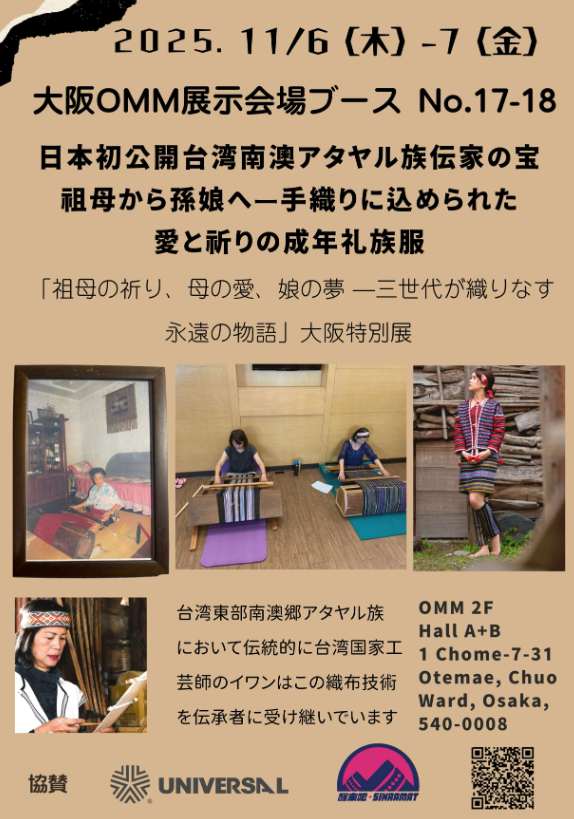 2025. 11/6 (木) -7 (金)
大阪OMM展示会場ブース No.17-18
日本初公開台湾南澳アタヤル族伝家の宝
祖母から孫娘へ—手織りに込められた
愛と祈りの成年礼族服
「祖母の祈り、母の愛、娘の夢 —三世代が織りなす
永遠の物語」大阪特別展
台湾東部南澳郷アタヤル族
において伝統的に台湾国家工
芸師のイワンはこの織布技術
を伝承者に受け継いでいます
OMM 2F
Hall A+B
1 Chome-7-31
Otemae, Chuo
Ward, Osaka,
540-0008
協賛
UNIVERSAL
SINARMAT